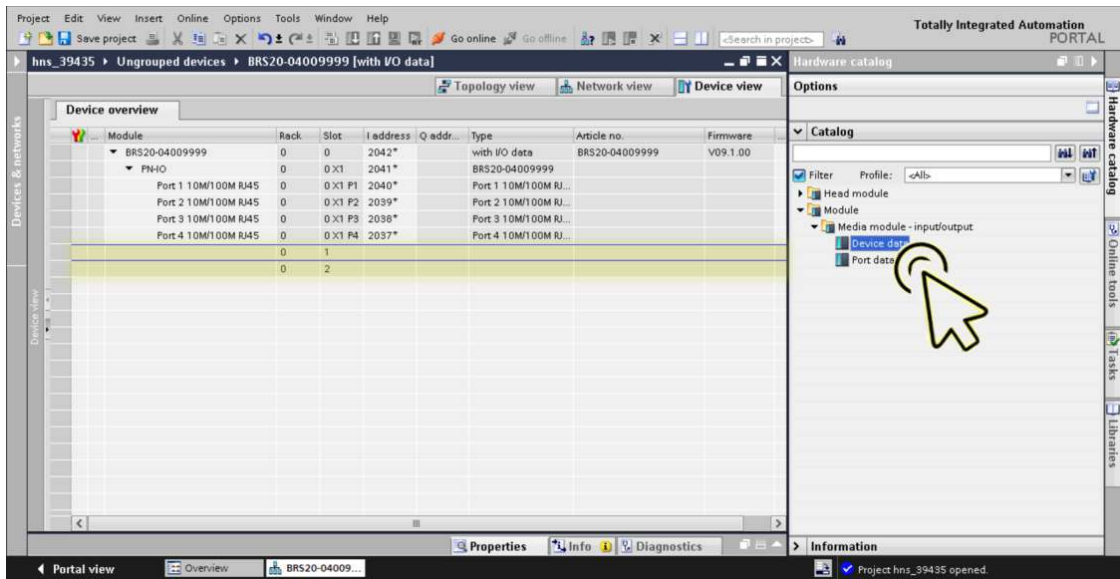 Project Edit View Insert Online Options Tools Window Help
Totally Integrated Automation
PORTAL
Save project Go online Go offline <Search in project>
hns_39435 ▸ Ungrouped devices ▸ BRS20-04009999 [with I/O data]
Hardware catalog
Topology view Network view Device view
Options
Device overview
... Module Rack Slot I address Q addr... Type Article no. Firmware ...
BRS20-04009999 0 0 2042* with I/O data BRS20-04009999 V09.1.00
PN-IO 0 0 X1 2041* BRS20-04009999
Port 1 10M/100M RJ45 0 0 X1 P1 2040* Port 1 10M/100M RJ...
Port 2 10M/100M RJ45 0 0 X1 P2 2039* Port 2 10M/100M RJ...
Port 3 10M/100M RJ45 0 0 X1 P3 2038* Port 3 10M/100M RJ...
Port 4 10M/100M RJ45 0 0 X1 P4 2037* Port 4 10M/100M RJ...
0 1
0 2
Catalog
Filter Profile: <All>
Head module
Module
Media module - input/output
Device data
Port data
Information
Devices & networks
Device view
Hardware catalog
Online tools
Tasks
Libraries
Properties Info Diagnostics
Portal view Overview BRS20-04009...
Project hns_39435 opened.